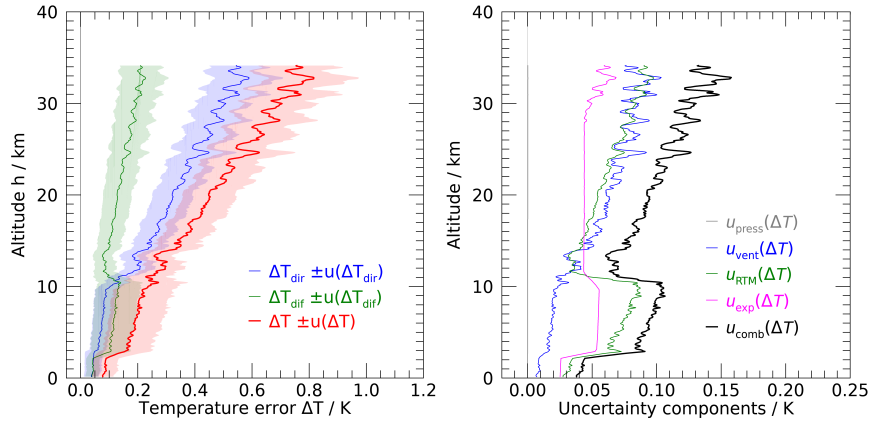 40
30
20
10
0
Altitude h / km
0.0 0.2 0.4 0.6 0.8 1.0 1.2
Temperature error ΔT / K
ΔT_dir ±u(ΔT_dir)
ΔT_dif ±u(ΔT_dif)
ΔT ±u(ΔT)
40
30
20
10
0
Altitude / km
0.00 0.05 0.10 0.15 0.20 0.25
Uncertainty components / K
u_press(ΔT)
u_vent(ΔT)
u_RTM(ΔT)
u_exp(ΔT)
u_comb(ΔT)